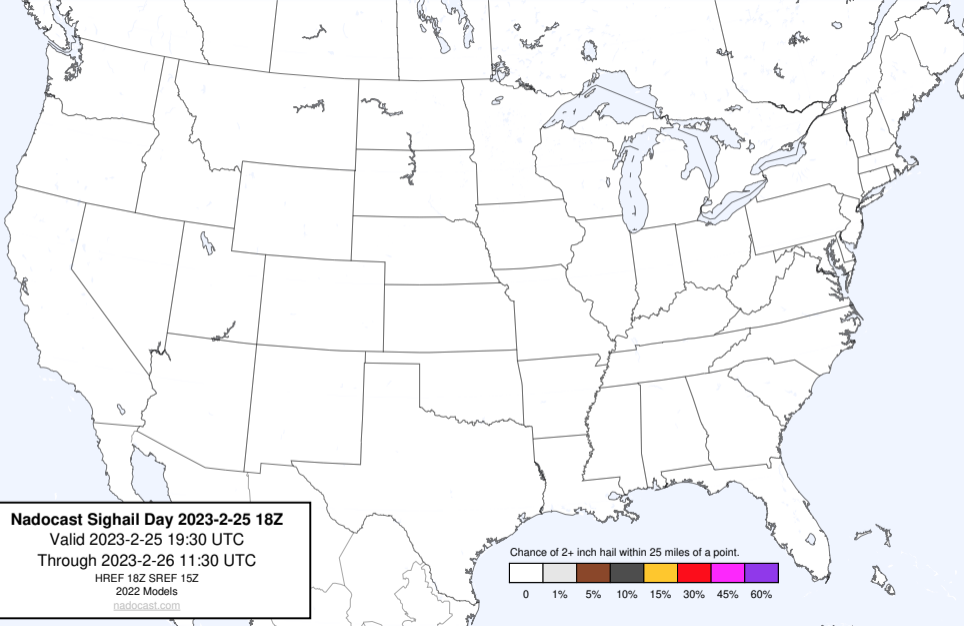 Nadocast Sighail Day 2023-2-25 18Z
Valid 2023-2-25 19:30 UTC
Through 2023-2-26 11:30 UTC
HREF 18Z SREF 15Z
2022 Models
nadocast.com
Chance of 2+ inch hail within 25 miles of a point.
0 1% 5% 10% 15% 30% 45% 60%